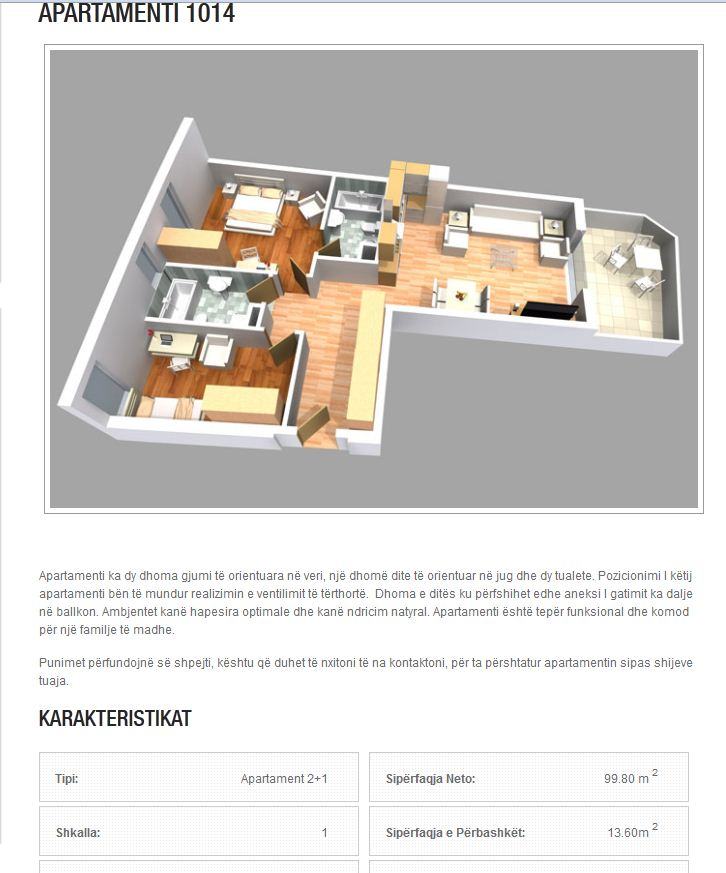 APARTAMENTI 1014
Apartamenti ka dy dhoma gjumi të orientuara në veri, një dhomë dite të orientuar në jug dhe dy tualete. Pozicionimi I këtij
apartamenti bën të mundur realizimin e ventilimit të tërthortë. Dhoma e ditës ku përfshihet edhe aneksi I gatimit ka dalje
në ballkon. Ambjentet kanë hapesira optimale dhe kanë ndricim natyral. Apartamenti është tepër funksional dhe komod
për një familje të madhe.
Punimet përfundojnë së shpejti, kështu që duhet të nxitoni të na kontaktoni, për ta përshtatur apartamentin sipas shijeve
tuaja.
KARAKTERISTIKAT
Tipi: Apartament 2+1
Sipërfaqja Neto: 99.80 m 2
Shkalla: 1
Sipërfaqja e Përbashkët: 13.60m 2